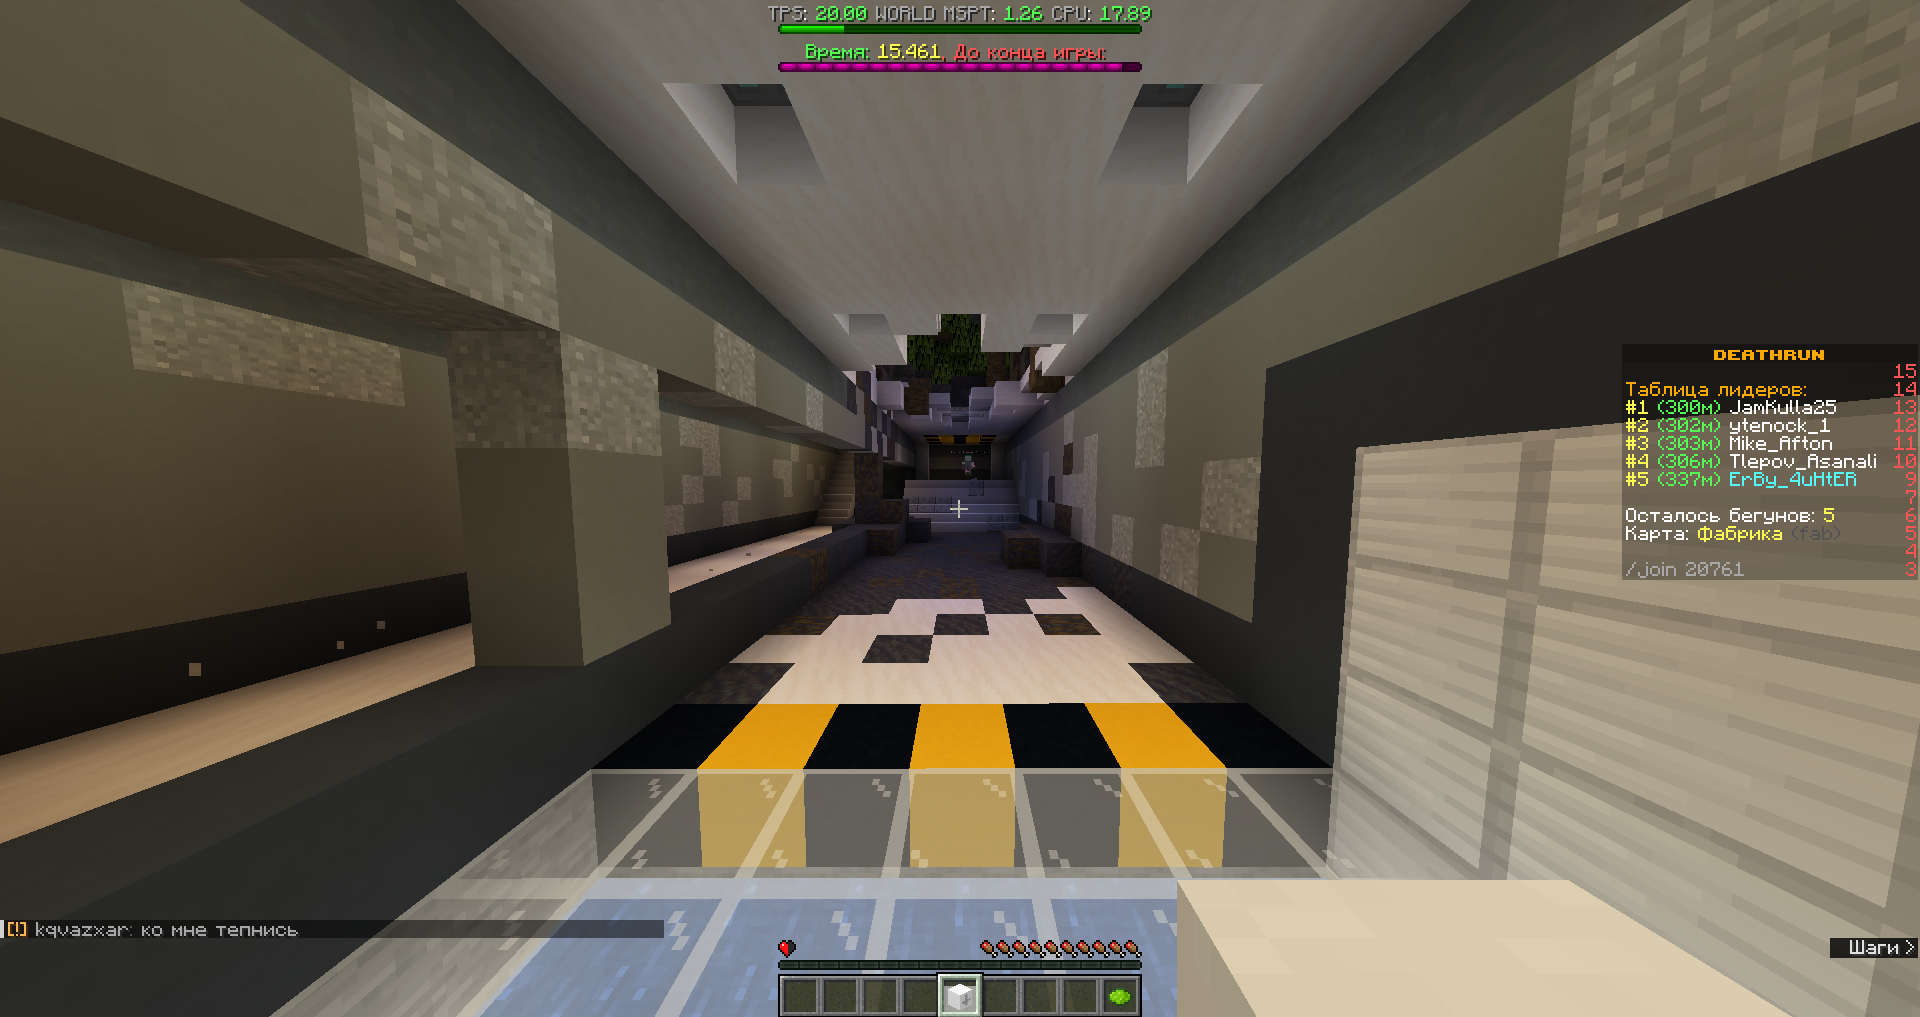 TPS: 20.00 WORLD MSPT: 1.26 CPU: 17.89
Время: 15.461, До конца игры:
DEATHRUN
15
Таблица лидеров: 14
#1 (300м) JamKulla25 13
#2 (302м) ytenock_1 12
#3 (303м) Mike_Afton 11
#4 (306м) Tlepov_Asanali 10
#5 (337м) ErBy_4uHtER 9
7
Осталось бегунов: 5 6
Карта: Фабрика (fab) 5
4
/join 20761 3
[!] kqvazxar: ко мне тепнись
Шаги >